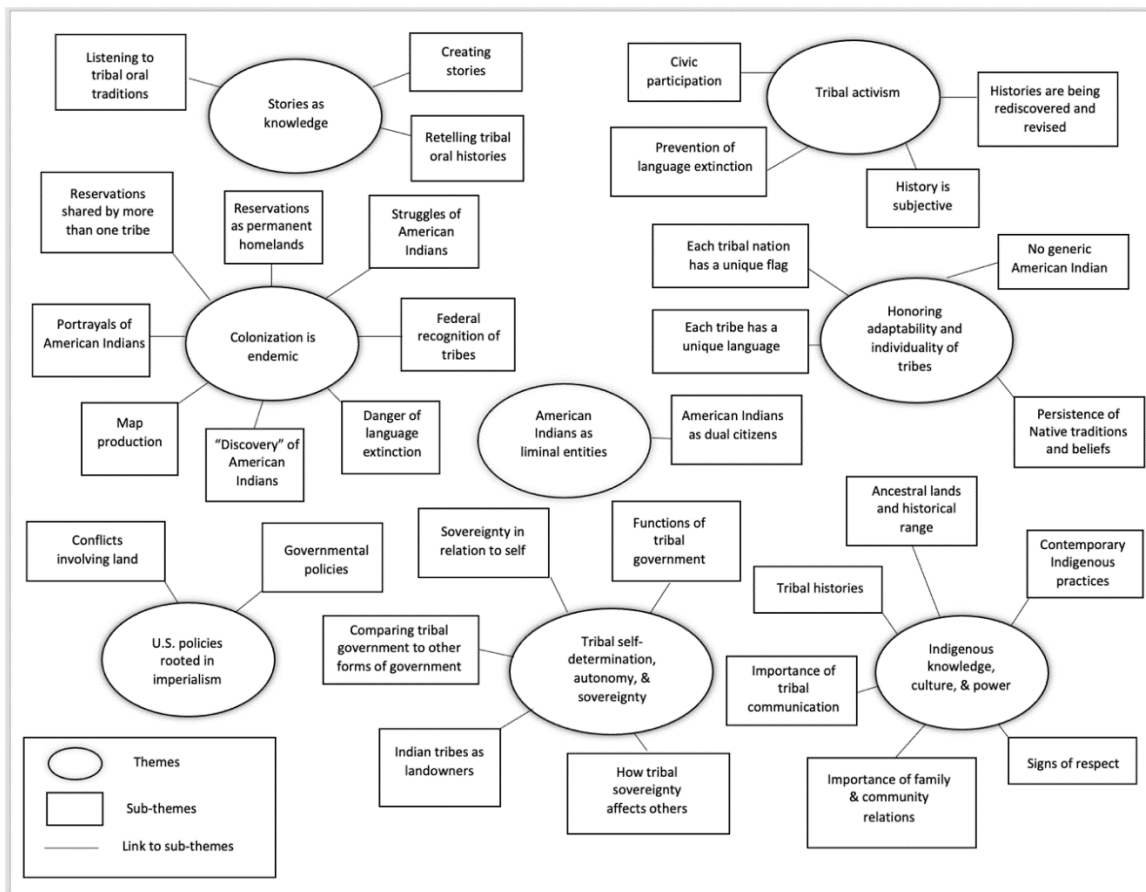 Listening to
tribal oral
traditions
Stories as
knowledge
Creating
stories
Retelling tribal
oral histories
Civic
participation
Tribal activism
Histories are being
rediscovered and
revised
Prevention of
language extinction
History is
subjective
Reservations
shared by more
than one tribe
Reservations
as permanent
homelands
Struggles of
American
Indians
Portrayals of
American Indians
Colonization is
endemic
Federal
recognition of
tribes
Map
production
“Discovery” of
American
Indians
Danger of
language
extinction
Each tribal nation
has a unique flag
No generic
American Indian
Each tribe has a
unique language
Honoring
adaptability and
individuality of
tribes
Persistence of
Native traditions
and beliefs
American
Indians as
liminal entities
American Indians
as dual citizens
Conflicts
involving land
Governmental
policies
U.S. policies
rooted in
imperialism
Sovereignty in
relation to self
Functions of
tribal
government
Comparing tribal
government to other
forms of government
Tribal self-
determination,
autonomy, &
sovereignty
Indian tribes as
landowners
How tribal
sovereignty
affects others
Ancestral lands
and historical
range
Contemporary
Indigenous
practices
Tribal histories
Indigenous
knowledge,
culture, & power
Importance of
tribal
communication
Importance of family
& community
relations
Signs of respect
Themes
Sub-themes
Link to sub-themes